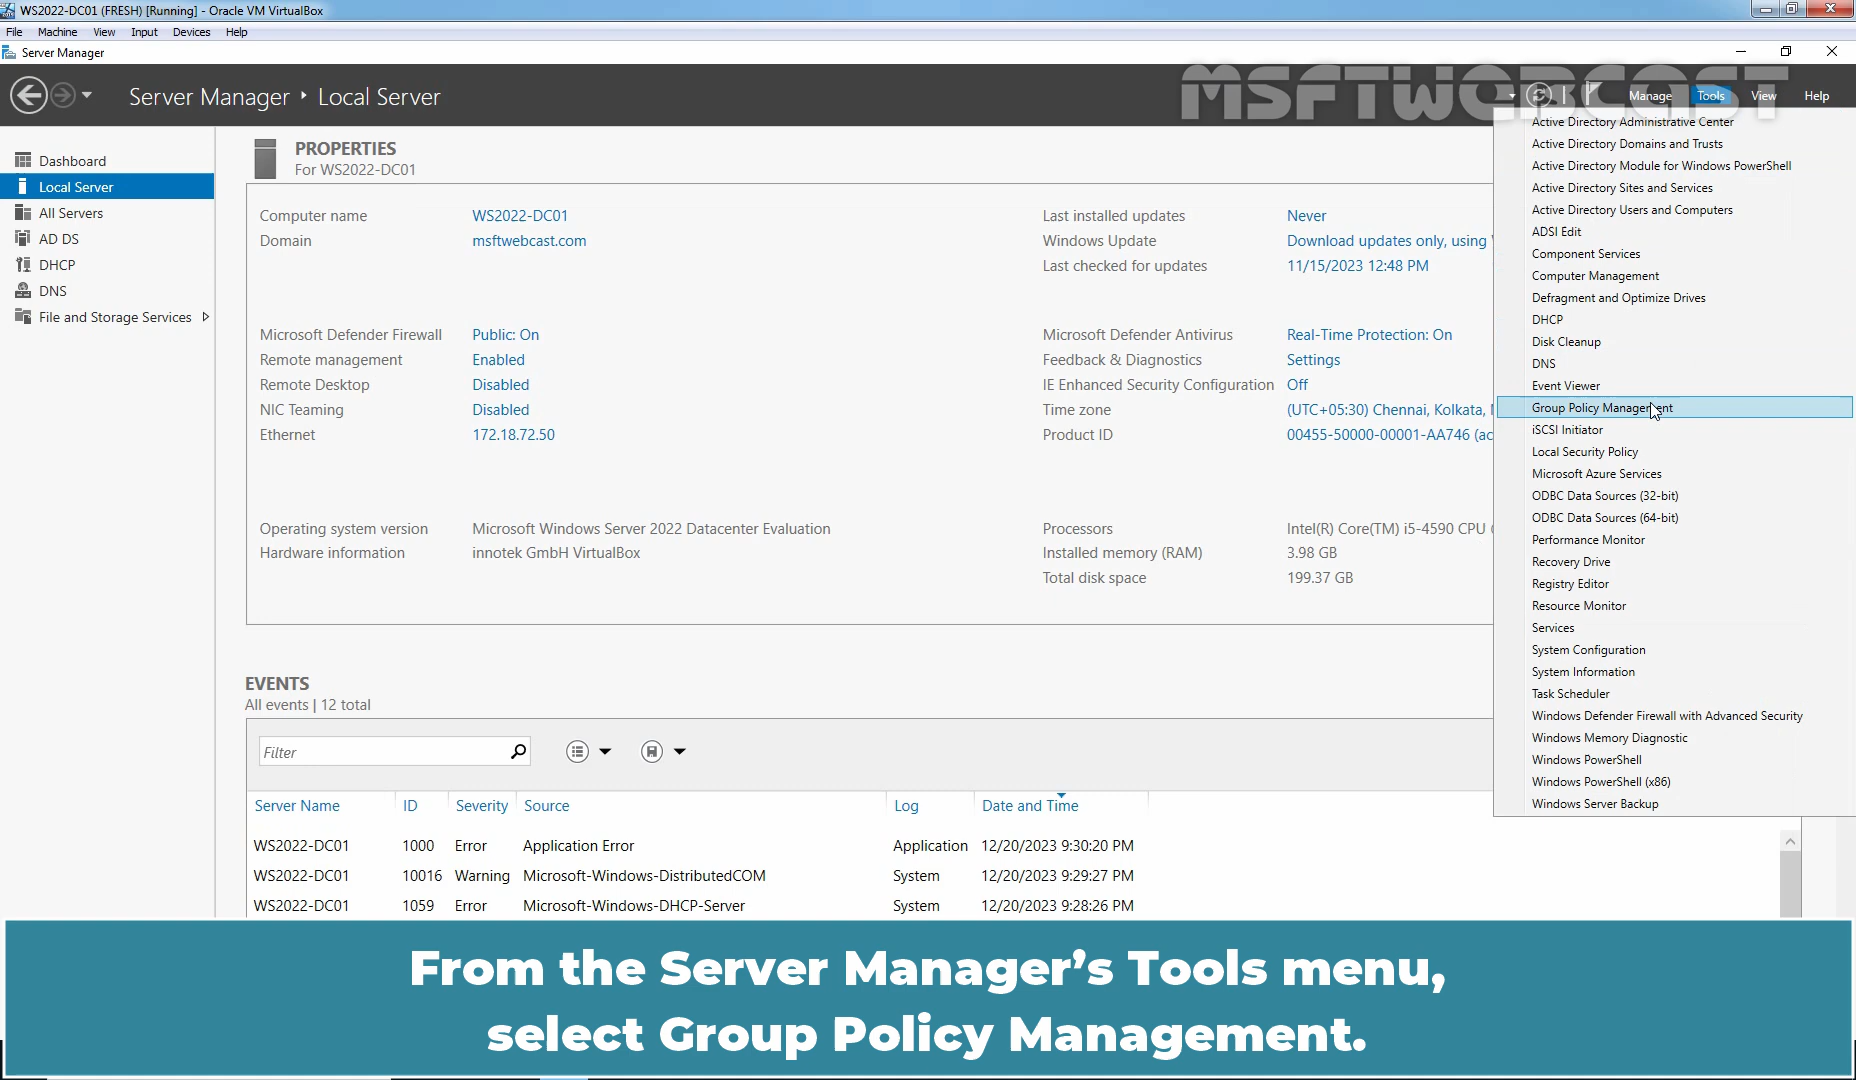 WS2022-DC01 (FRESH) [Running] - Oracle VM VirtualBox
File Machine View Input Devices Help
Server Manager
Server Manager ‣ Local Server
MSFTWEBCAST
Manage Tools View Help
Dashboard
Local Server
All Servers
AD DS
DHCP
DNS
File and Storage Services
PROPERTIES
For WS2022-DC01
Computer name WS2022-DC01
Domain msftwebcast.com
Last installed updates Never
Windows Update Download updates only, using
Last checked for updates 11/15/2023 12:48 PM
Microsoft Defender Firewall Public: On
Remote management Enabled
Remote Desktop Disabled
NIC Teaming Disabled
Ethernet 172.18.72.50
Microsoft Defender Antivirus Real-Time Protection: On
Feedback & Diagnostics Settings
IE Enhanced Security Configuration Off
Time zone (UTC+05:30) Chennai, Kolkata,
Product ID 00455-50000-00001-AA746 (ac
Operating system version Microsoft Windows Server 2022 Datacenter Evaluation
Hardware information innotek GmbH VirtualBox
Processors Intel(R) Core(TM) i5-4590 CPU
Installed memory (RAM) 3.98 GB
Total disk space 199.37 GB
EVENTS
All events | 12 total
Filter
Server Name ID Severity Source Log Date and Time
WS2022-DC01 1000 Error Application Error Application 12/20/2023 9:30:20 PM
WS2022-DC01 10016 Warning Microsoft-Windows-DistributedCOM System 12/20/2023 9:29:27 PM
WS2022-DC01 1059 Error Microsoft-Windows-DHCP-Server System 12/20/2023 9:28:26 PM
Active Directory Administrative Center
Active Directory Domains and Trusts
Active Directory Module for Windows PowerShell
Active Directory Sites and Services
Active Directory Users and Computers
ADSI Edit
Component Services
Computer Management
Defragment and Optimize Drives
DHCP
Disk Cleanup
DNS
Event Viewer
Group Policy Management
iSCSI Initiator
Local Security Policy
Microsoft Azure Services
ODBC Data Sources (32-bit)
ODBC Data Sources (64-bit)
Performance Monitor
Recovery Drive
Registry Editor
Resource Monitor
Services
System Configuration
System Information
Task Scheduler
Windows Defender Firewall with Advanced Security
Windows Memory Diagnostic
Windows PowerShell
Windows PowerShell (x86)
Windows Server Backup
From the Server Manager’s Tools menu,
select Group Policy Management.